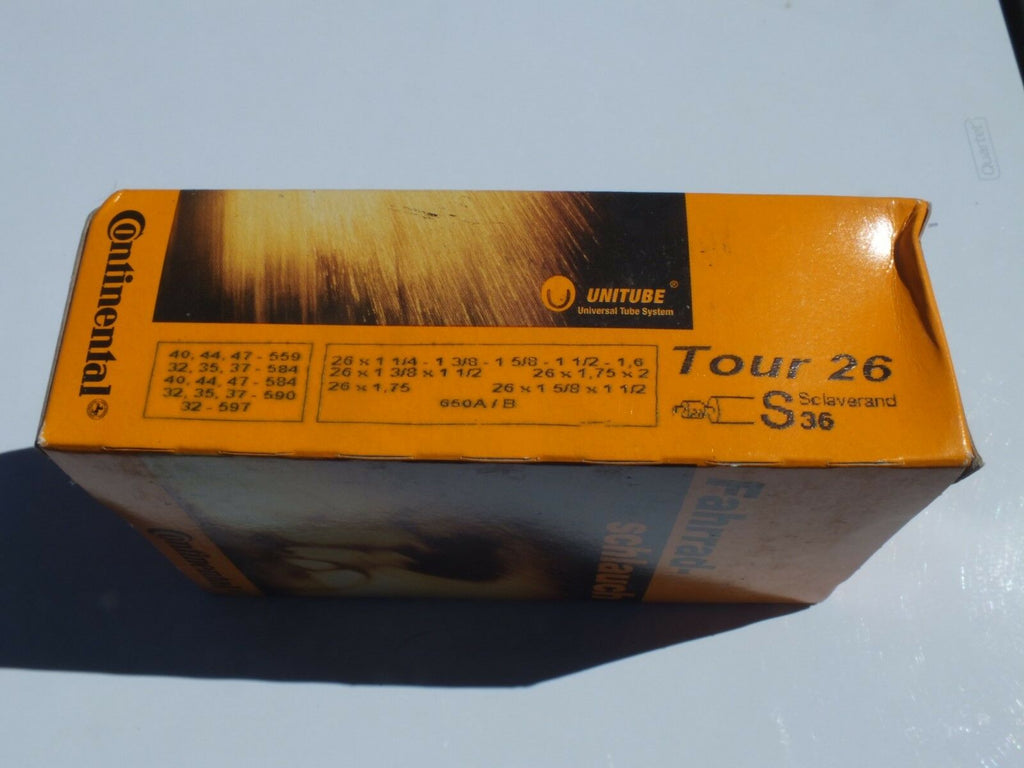 Continental
UNITUBE®
Universal Tube System
40, 44, 47 - 559
32, 35, 37 - 584
40, 44, 47 - 584
32, 35, 37 - 590
32 - 597
26 x 1 1/4 - 1 3/8 - 1 5/8 - 1 1/2 - 1,6
26 x 1 3/8 x 1 1/2 26 x 1,75 x 2
26 x 1,75 26 x 1 5/8 x 1 1/2
650A / B
Tour 26
S Sclaverand
36
Fahrrad-
schlauch
Continental